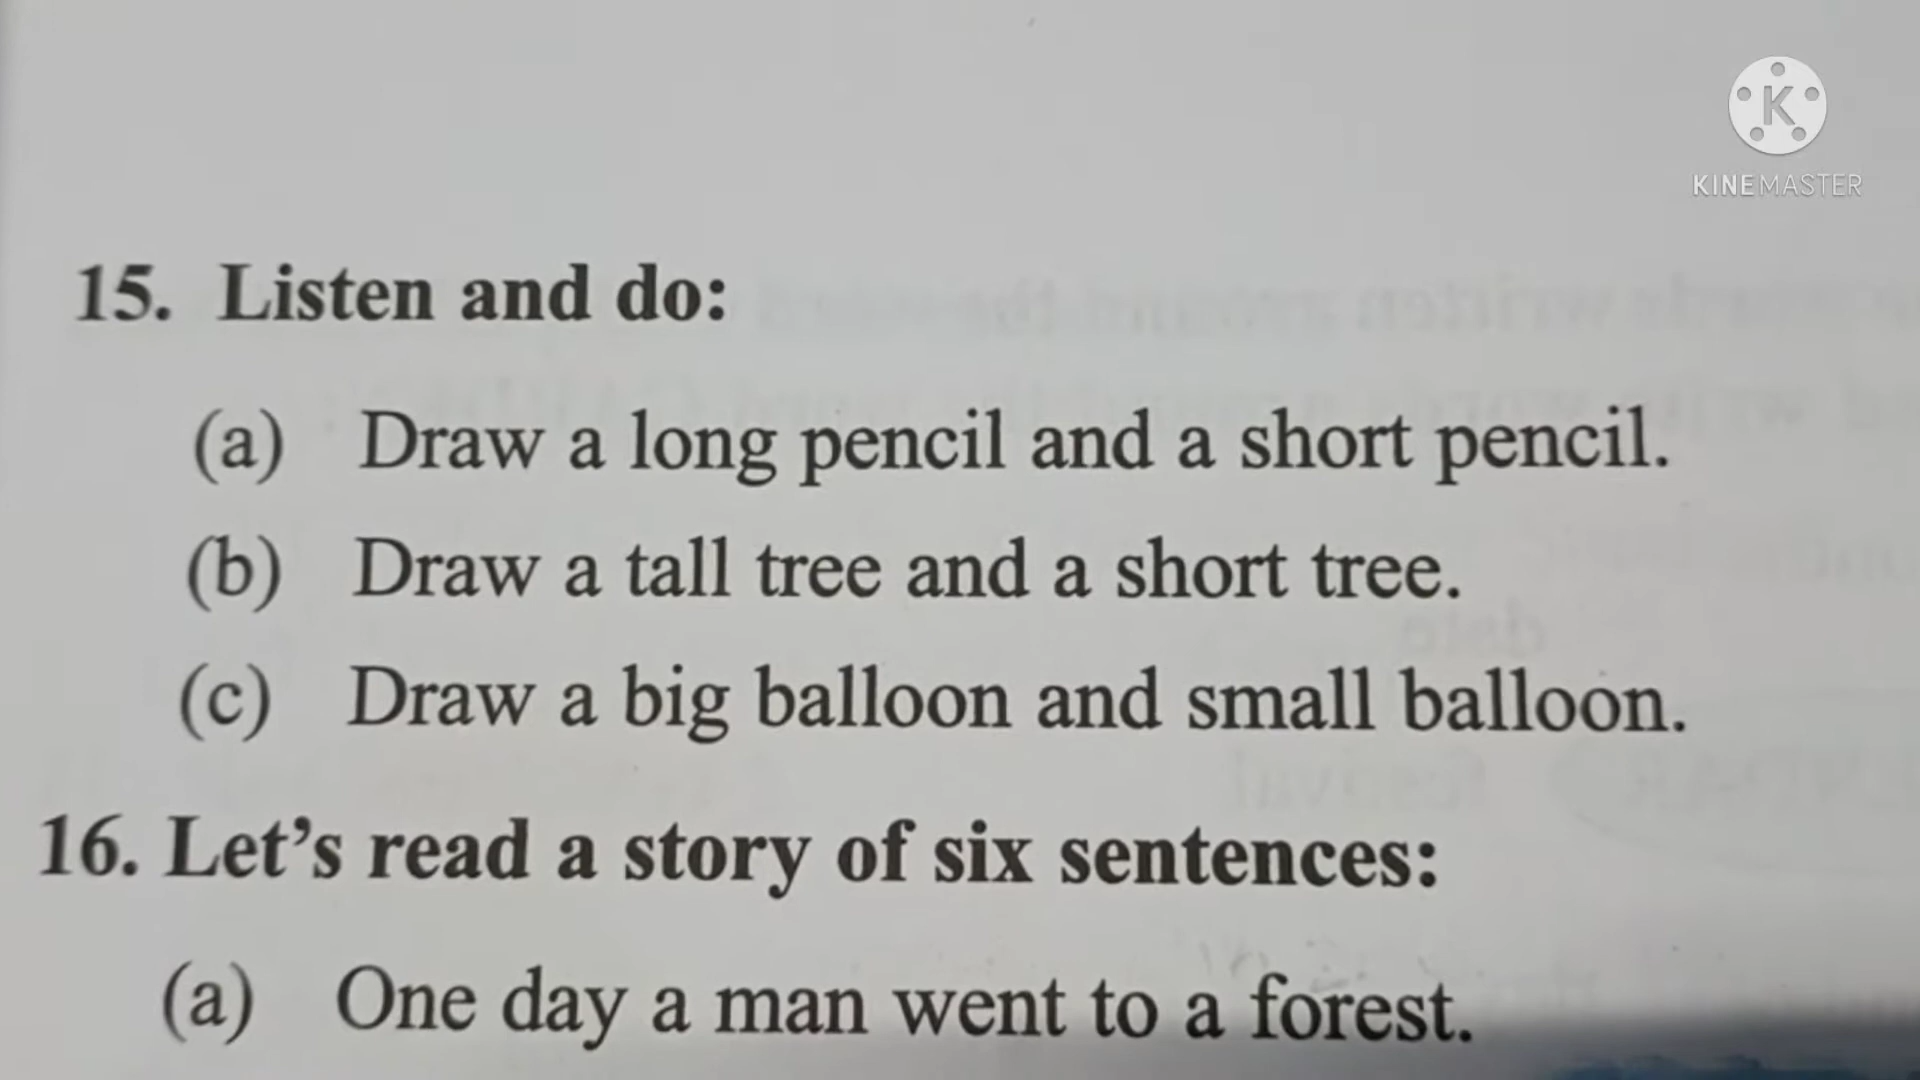 KINEMASTER
15. Listen and do:
(a) Draw a long pencil and a short pencil.
(b) Draw a tall tree and a short tree.
(c) Draw a big balloon and small balloon.
16. Let's read a story of six sentences:
(a) One day a man went to a forest.